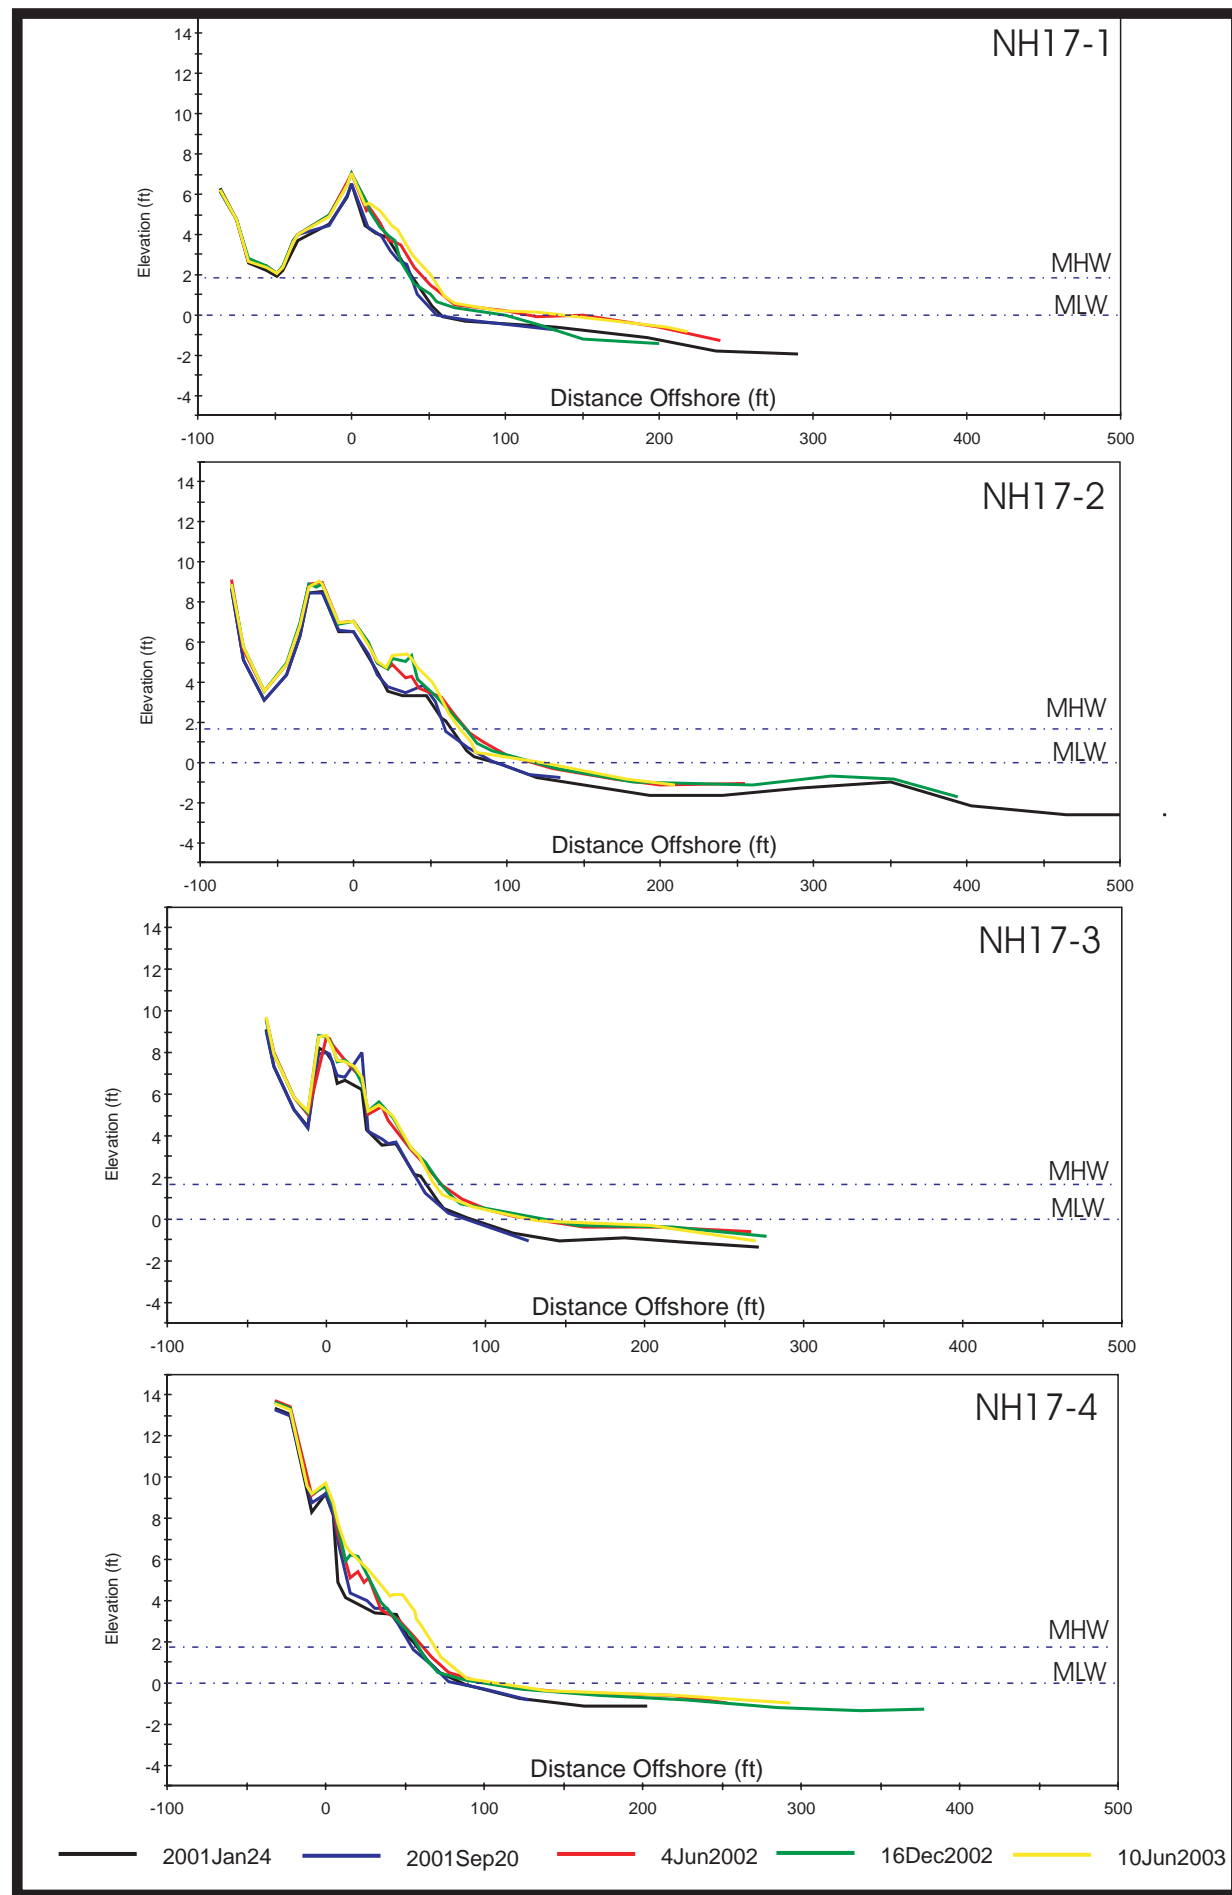 NH17-1
14
12
10
8
6
4
2
0
-2
-4
Elevation (ft)
MHW
MLW
Distance Offshore (ft)
-100 0 100 200 300 400 500
NH17-2
14
12
10
8
6
4
2
0
-2
-4
Elevation (ft)
MHW
MLW
Distance Offshore (ft)
-100 0 100 200 300 400 500
NH17-3
14
12
10
8
6
4
2
0
-2
-4
Elevation (ft)
MHW
MLW
Distance Offshore (ft)
-100 0 100 200 300 400 500
NH17-4
14
12
10
8
6
4
2
0
-2
-4
Elevation (ft)
MHW
MLW
Distance Offshore (ft)
-100 0 100 200 300 400 500
2001Jan24 2001Sep20 4Jun2002 16Dec2002 10Jun2003